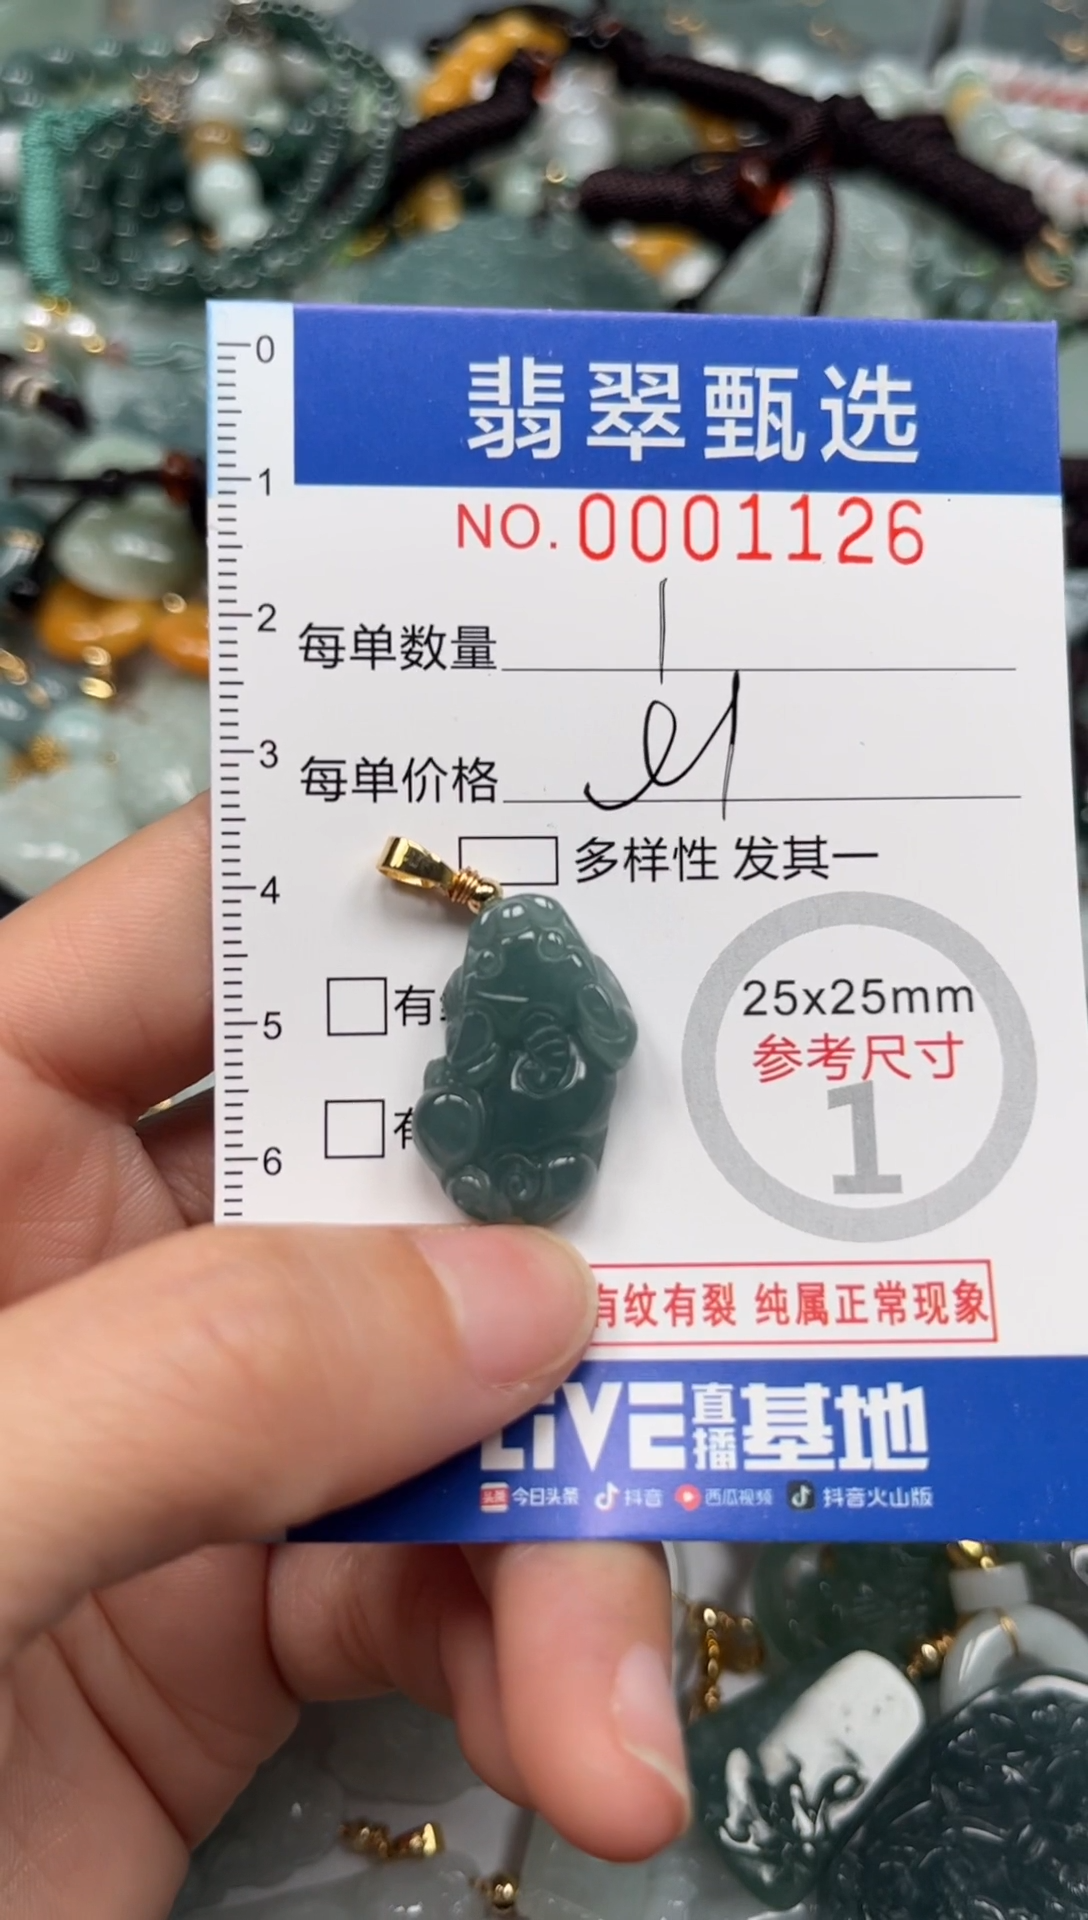 0
翡翠甄选
1
NO.0001126
2
每单数量 1
3
每单价格
多样性 发其一
4
25x25mm
有
5
参考尺寸
1
6
有纹有裂 纯属正常现象
LiVE直播基地
头条 今日头条 抖音 西瓜视频 抖音火山版